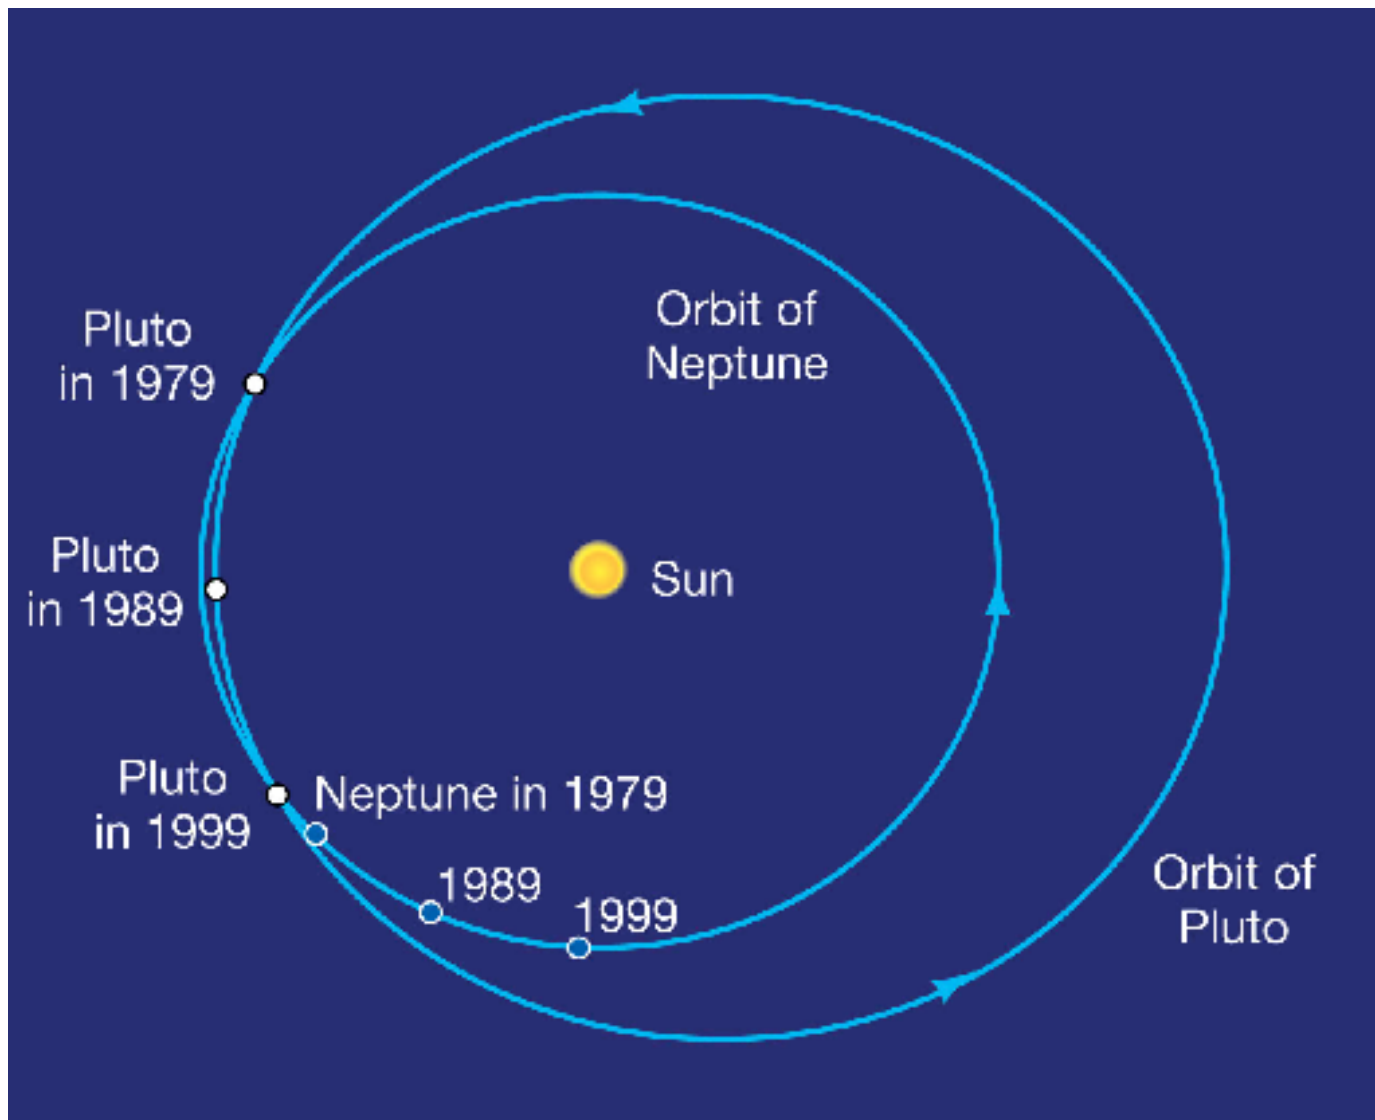 Orbit of
Neptune
Pluto
in 1979
Pluto
in 1989
Sun
Pluto
in 1999
Neptune in 1979
1989
1999
Orbit of
Pluto